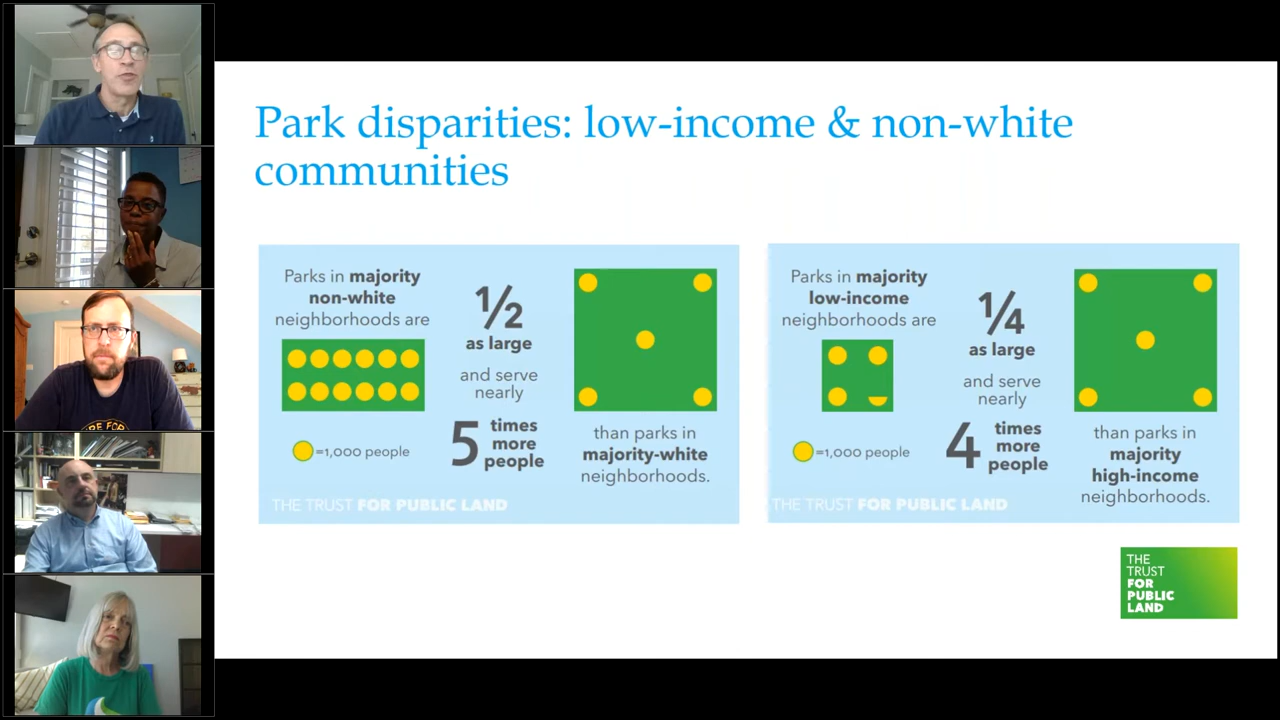 Park disparities: low-income & non-white
communities
Parks in majority
non-white
neighborhoods are
=1,000 people
½
as large
and serve
nearly
5 times
more
people
than parks in
majority-white
neighborhoods.
THE TRUST FOR PUBLIC LAND
Parks in majority
low-income
neighborhoods are
=1,000 people
¼
as large
and serve
nearly
4 times
more
people
than parks in
majority
high-income
neighborhoods.
THE TRUST FOR PUBLIC LAND
THE
TRUST
FOR
PUBLIC
LAND